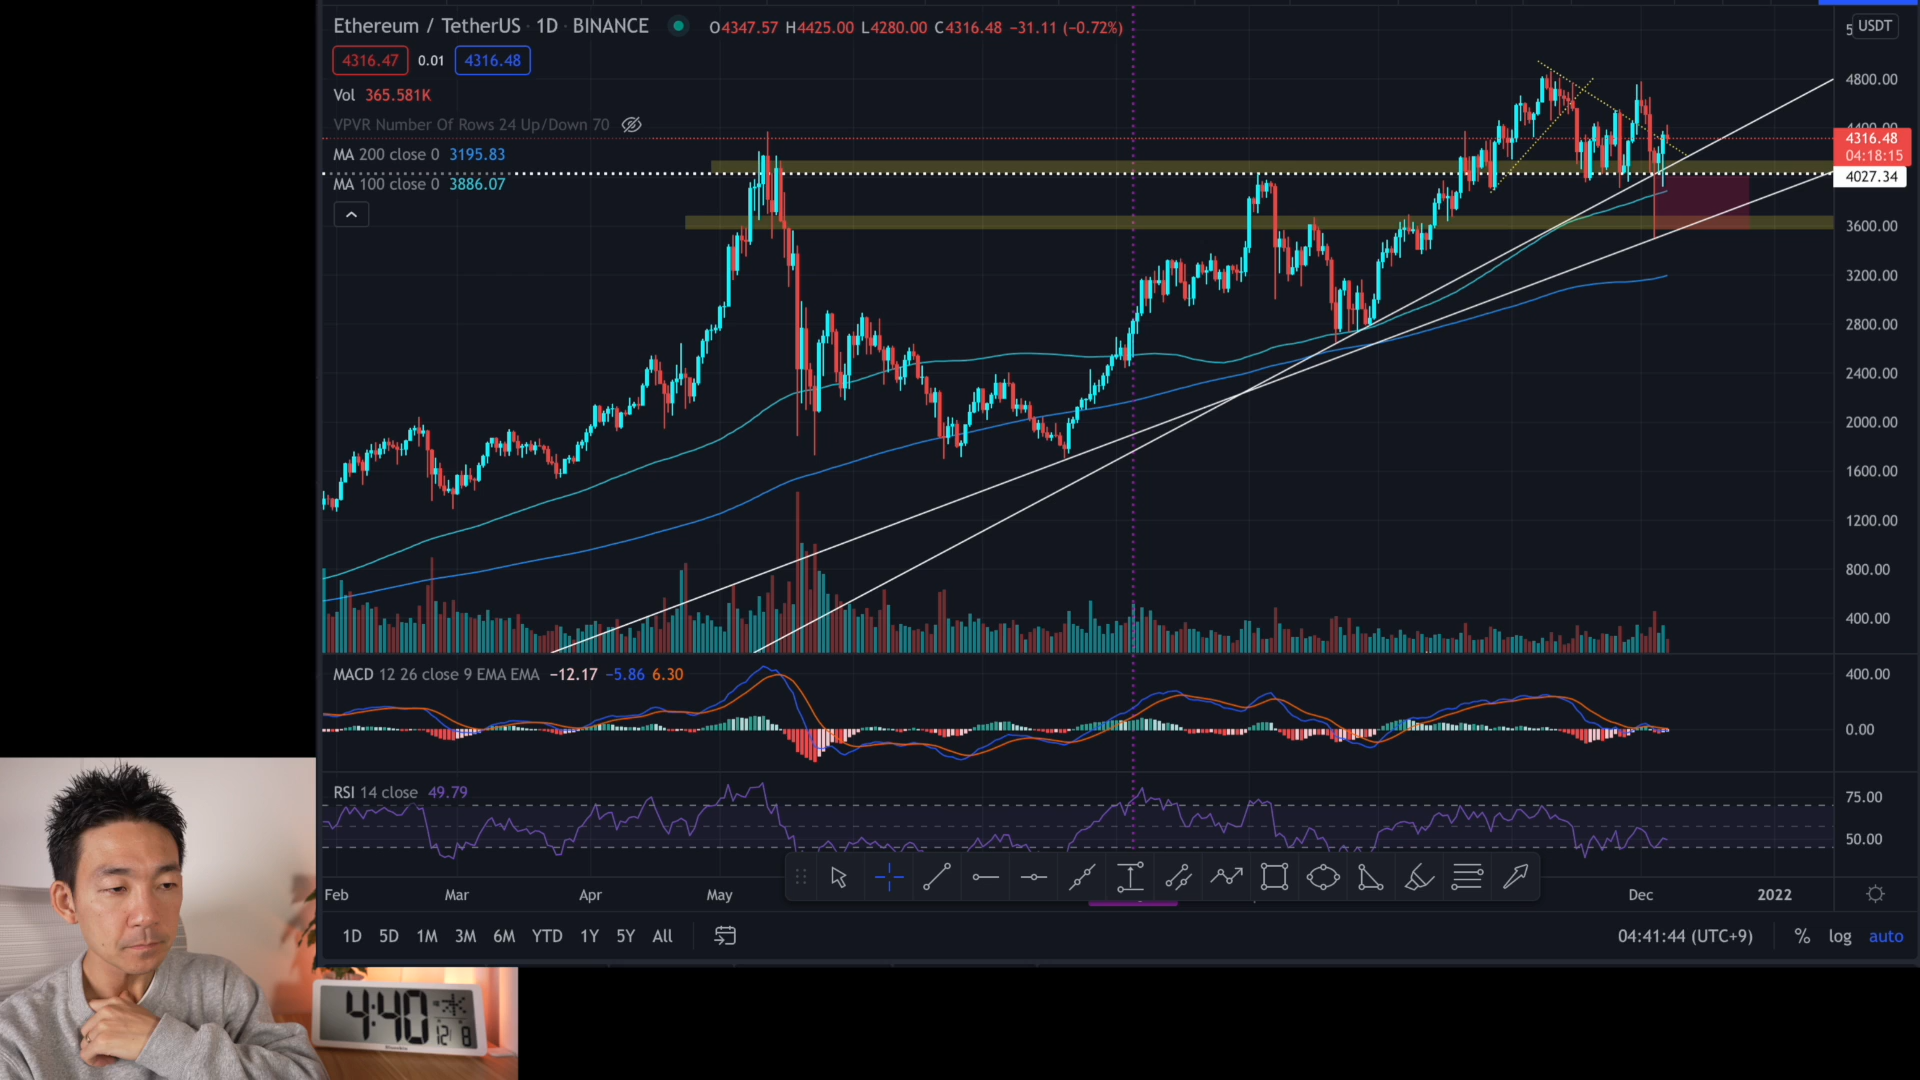 Ethereum / TetherUS · 1D · BINANCE O4347.57 H4425.00 L4280.00 C4316.48 −31.11 (−0.72%)
USDT
4316.47 0.01 4316.48
Vol 365.581K
VPVR Number Of Rows 24 Up/Down 70
MA 200 close 0 3195.83
MA 100 close 0 3886.07
4800.00
4400.00
4316.48
04:18:15
4027.34
3600.00
3200.00
2800.00
2400.00
2000.00
1600.00
1200.00
800.00
400.00
MACD 12 26 close 9 EMA EMA −12.17 −5.86 6.30
400.00
0.00
RSI 14 close 49.79
75.00
50.00
Feb Mar Apr May Dec 2022
1D 5D 1M 3M 6M YTD 1Y 5Y All
04:41:44 (UTC+9) % log auto
4:40 水
12/8